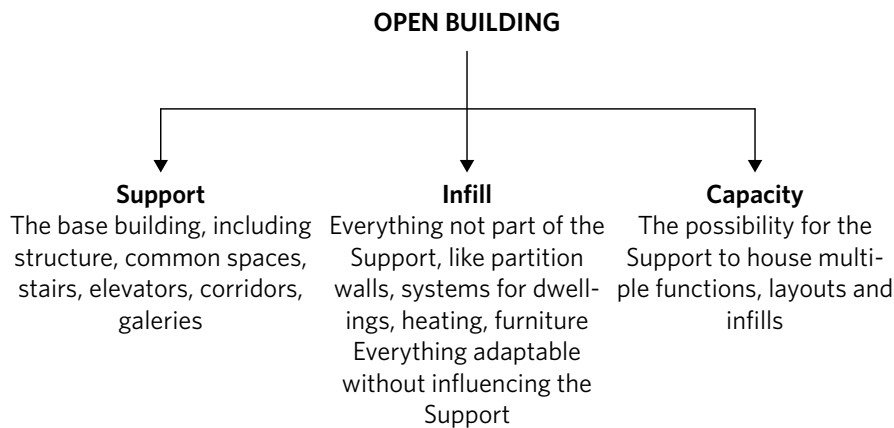 OPEN BUILDING
Support
The base building, including
structure, common spaces,
stairs, elevators, corridors,
galeries
Infill
Everything not part of the
Support, like partition
walls, systems for dwell-
ings, heating, furniture
Everything adaptable
without influencing the
Support
Capacity
The possibility for the
Support to house multi-
ple functions, layouts and
infills